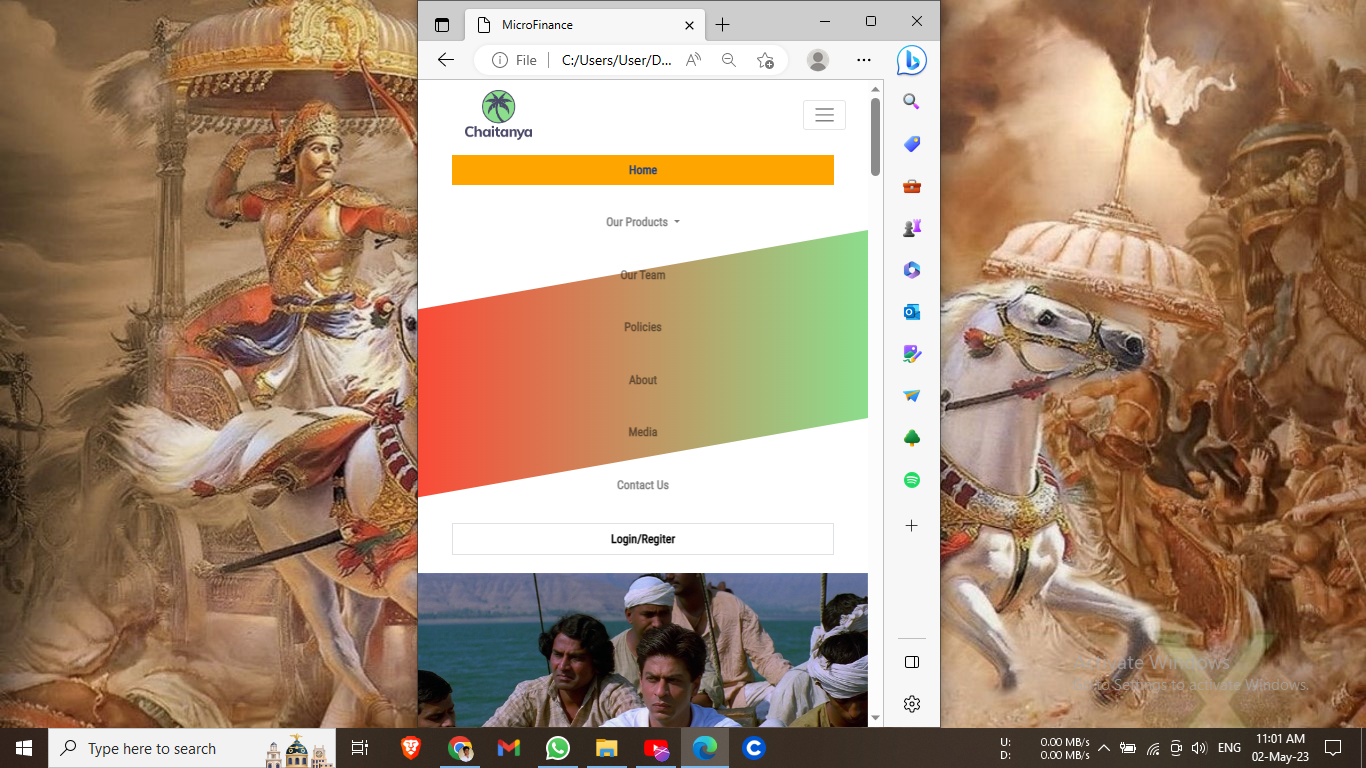 MicroFinance
File
C:/Users/User/D...
Chaitanya
Home
Our Products
Our Team
Policies
About
Media
Contact Us
Login/Regiter
Activate Windows
Settings to activate Windows.
Type here to search
U: 0.00 MB/s
D: 0.00 MB/s
ENG
11:01 AM
02-May-23